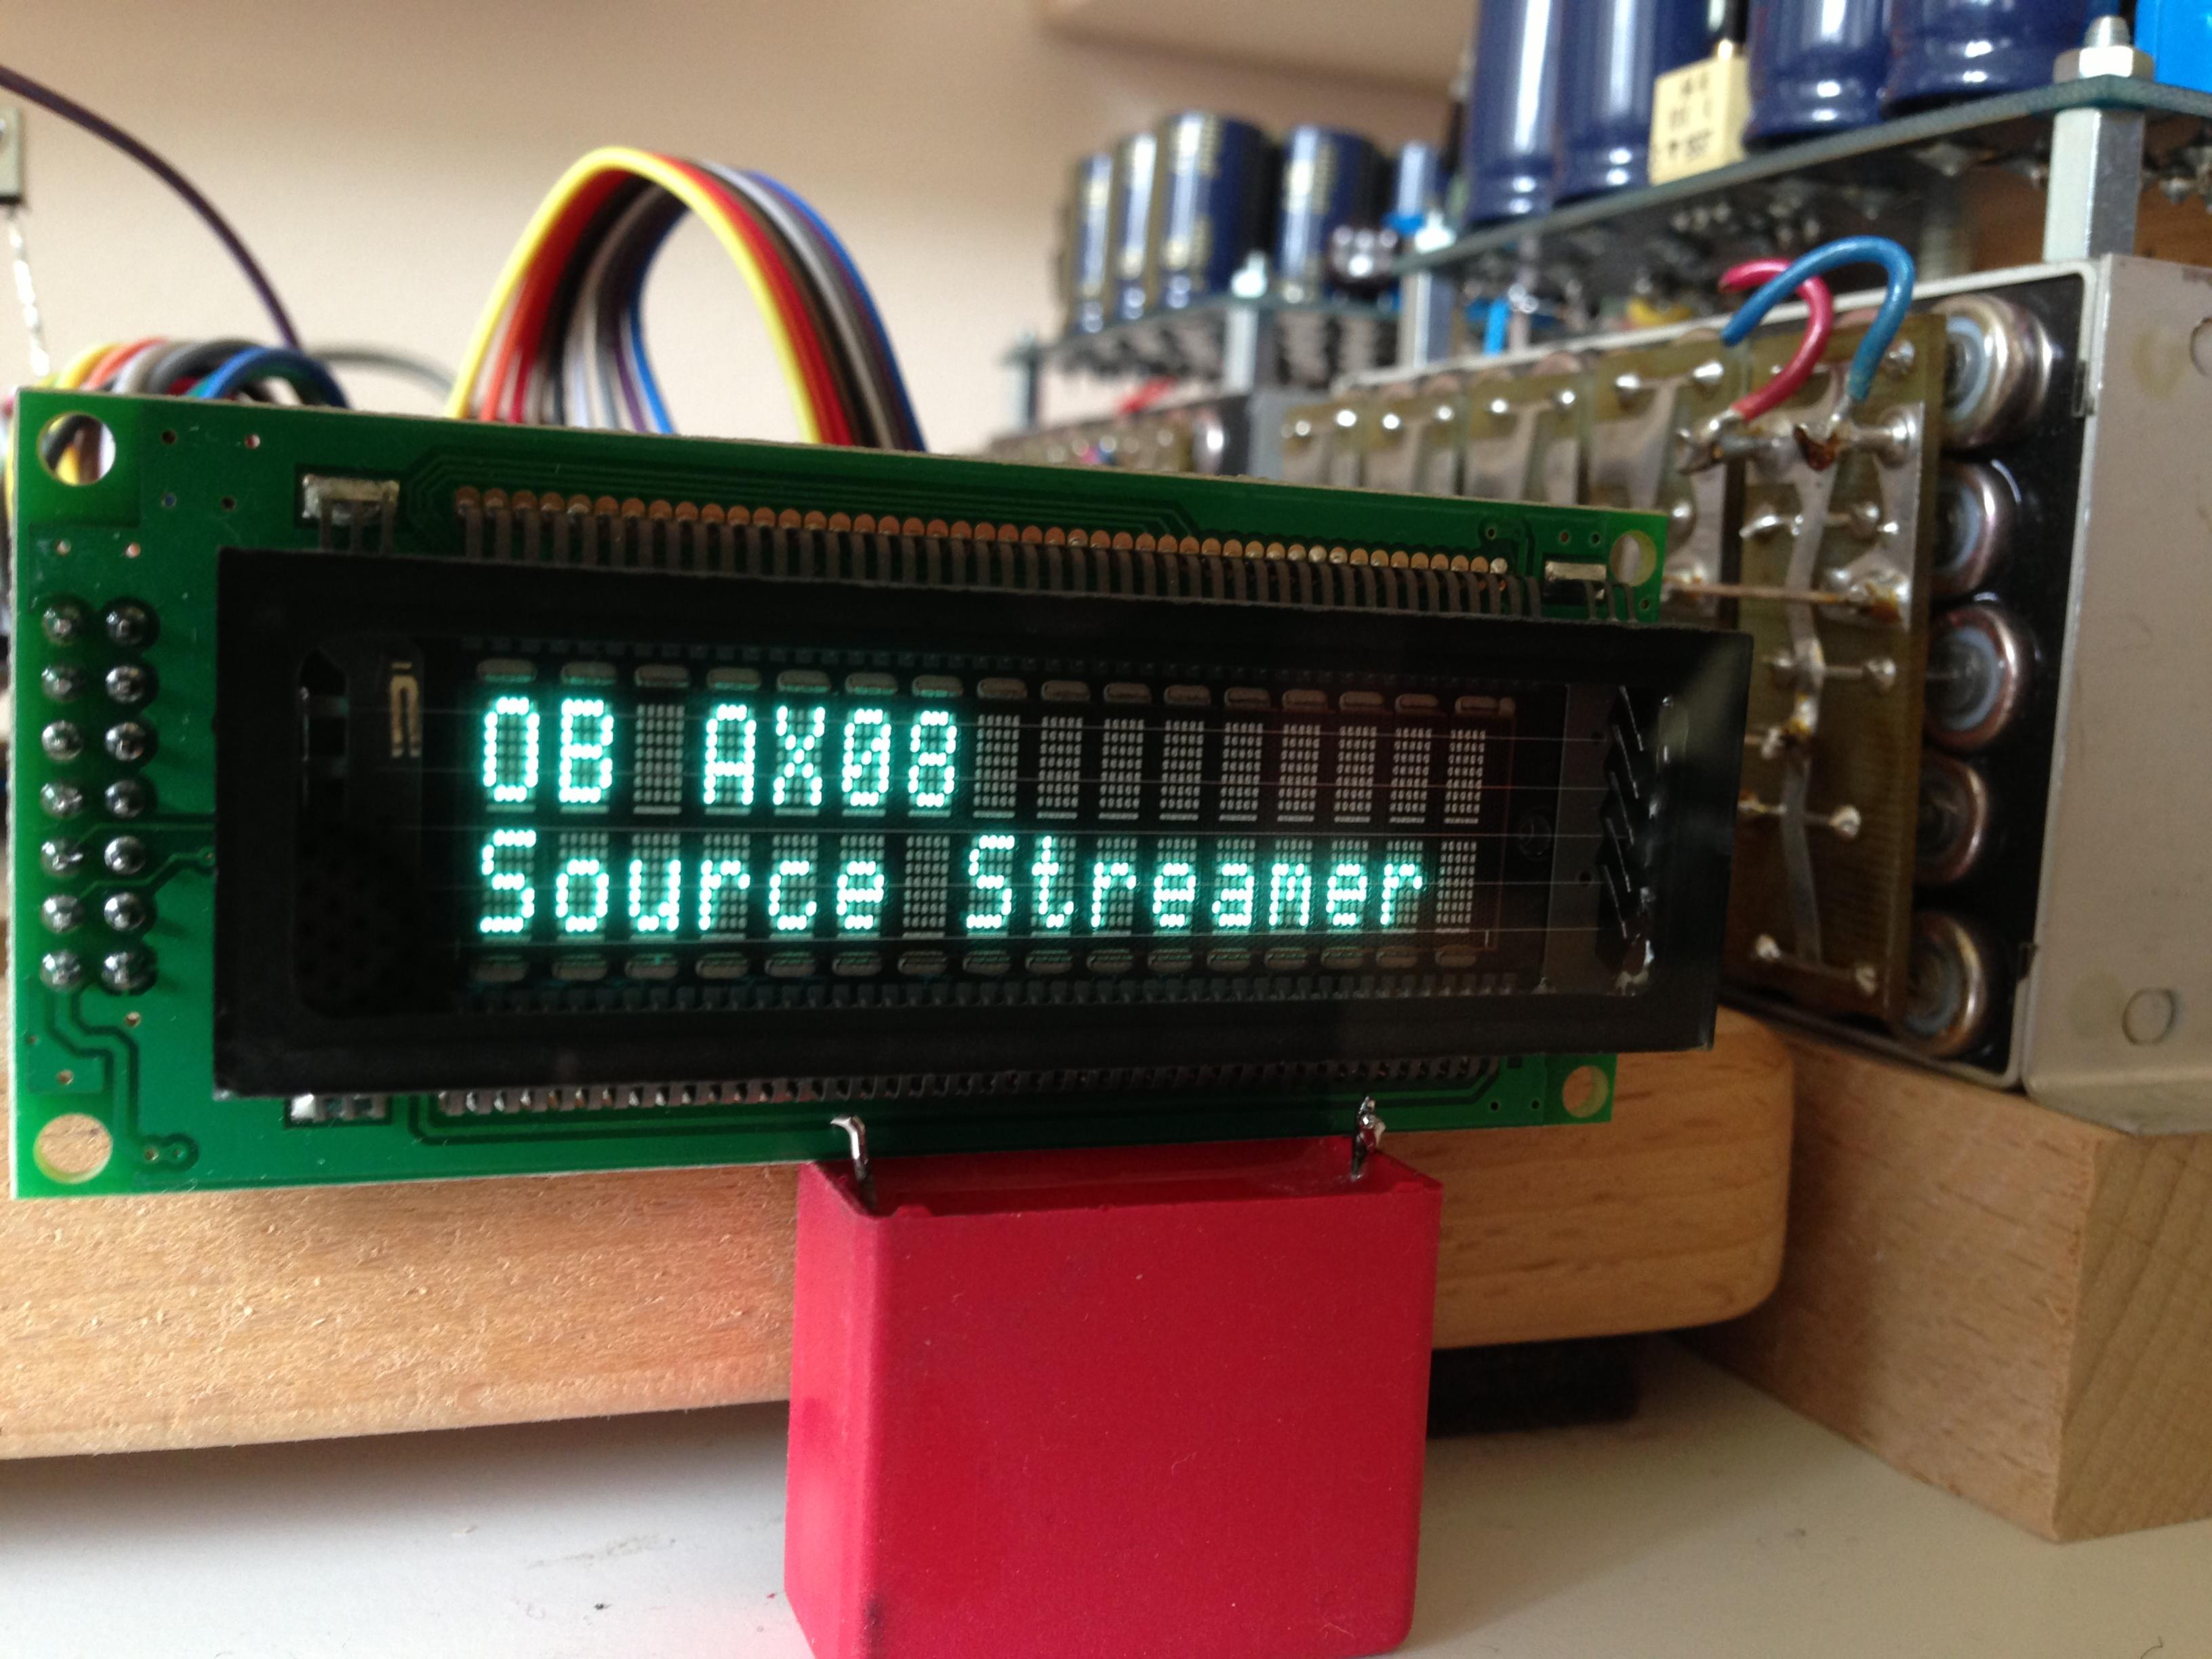 OB AX08
Source Streamer